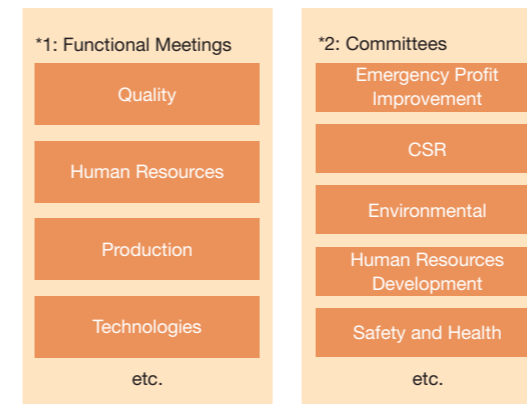 *1: Functional Meetings
Quality
Human Resources
Production
Technologies
etc.
*2: Committees
Emergency Profit
Improvement
CSR
Environmental
Human Resources
Development
Safety and Health
etc.